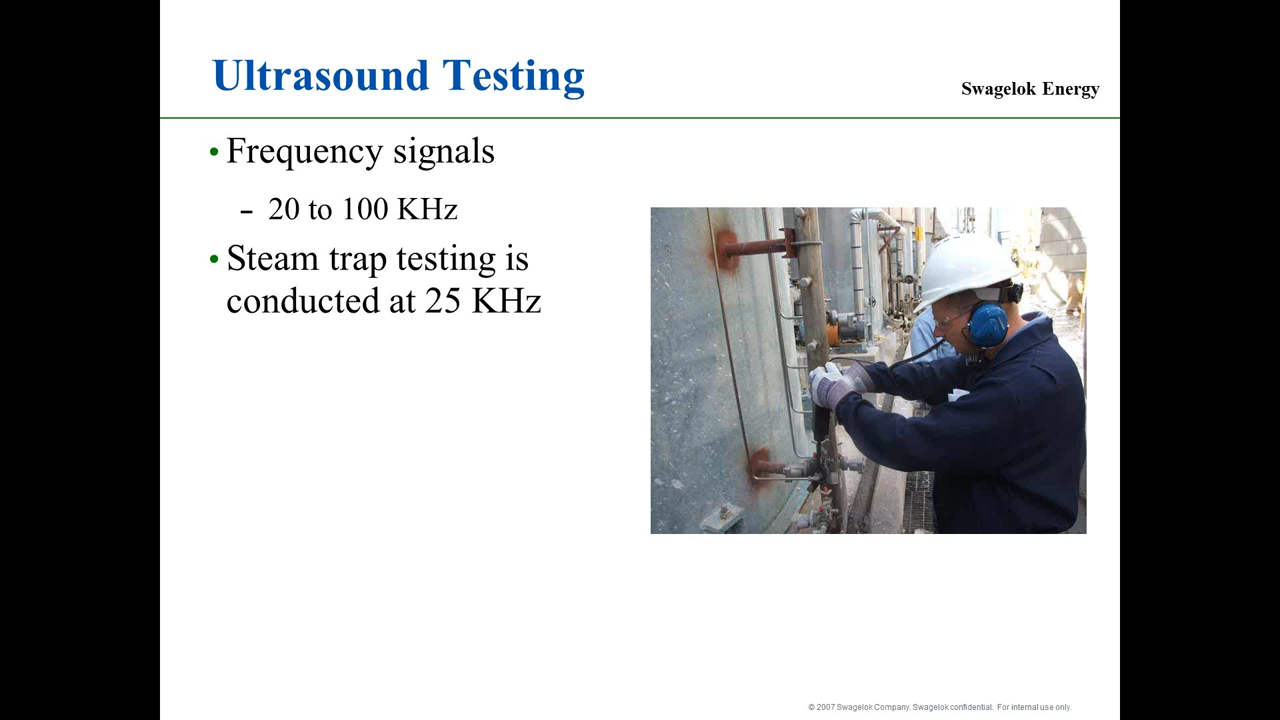 Ultrasound Testing
Swagelok Energy
• Frequency signals
– 20 to 100 KHz
• Steam trap testing is
conducted at 25 KHz
© 2007 Swagelok Company. Swagelok confidential. For internal use only.